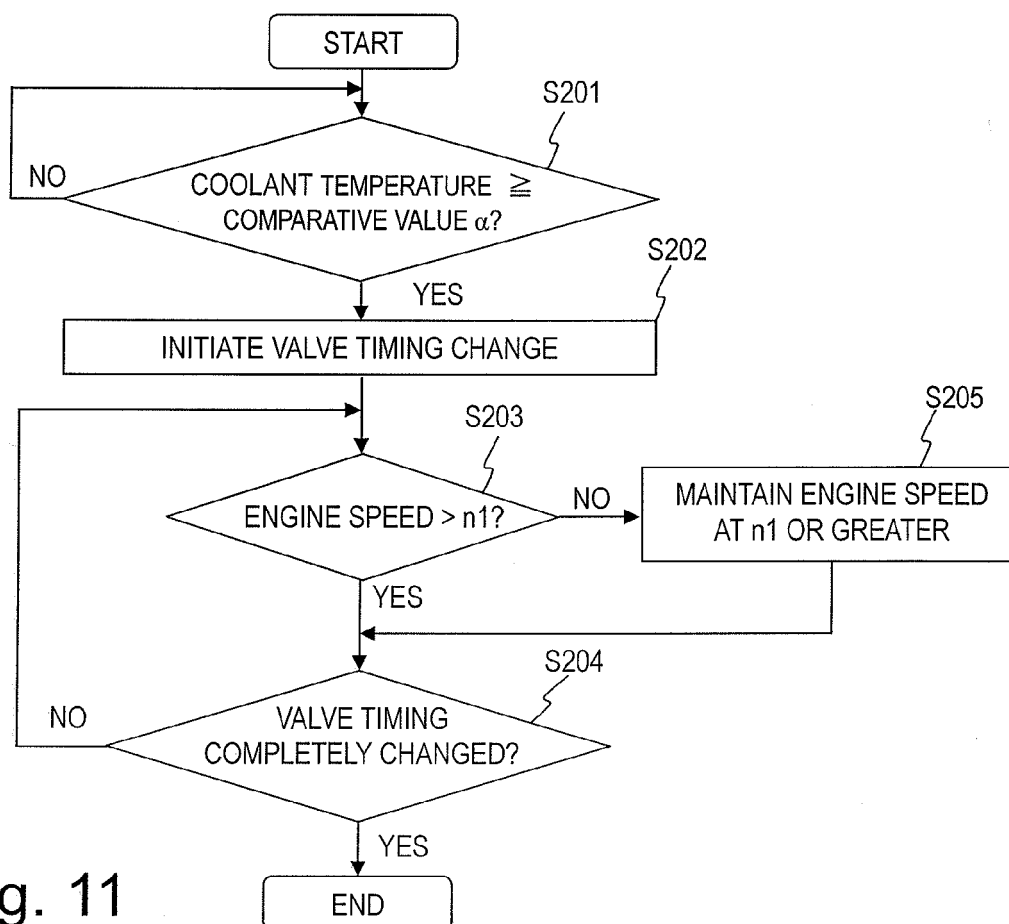 START
S201
NO
COOLANT TEMPERATURE ≧
COMPARATIVE VALUE α?
S202
YES
INITIATE VALVE TIMING CHANGE
S203
S205
ENGINE SPEED > n1?
NO
MAINTAIN ENGINE SPEED
AT n1 OR GREATER
YES
S204
NO
VALVE TIMING
COMPLETELY CHANGED?
YES
g. 11
END